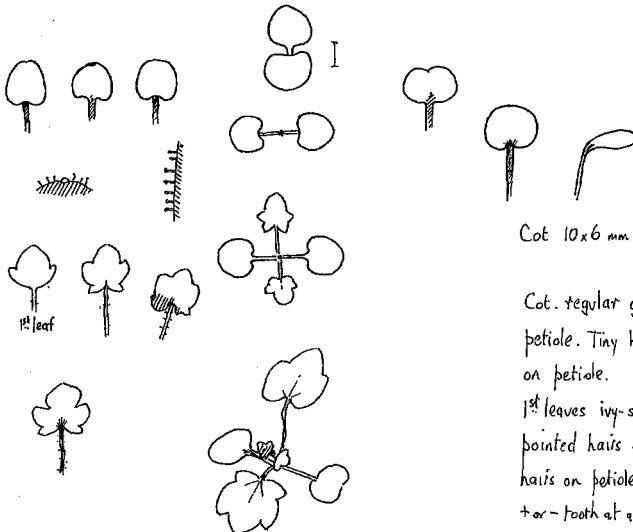 1st leaf
Cot 10x6 mm
Cot. regular
petiole. Tiny
on petiole.
1st leaves ivy-s
pointed hairs
hairs on petiole
+ or - tooth at a